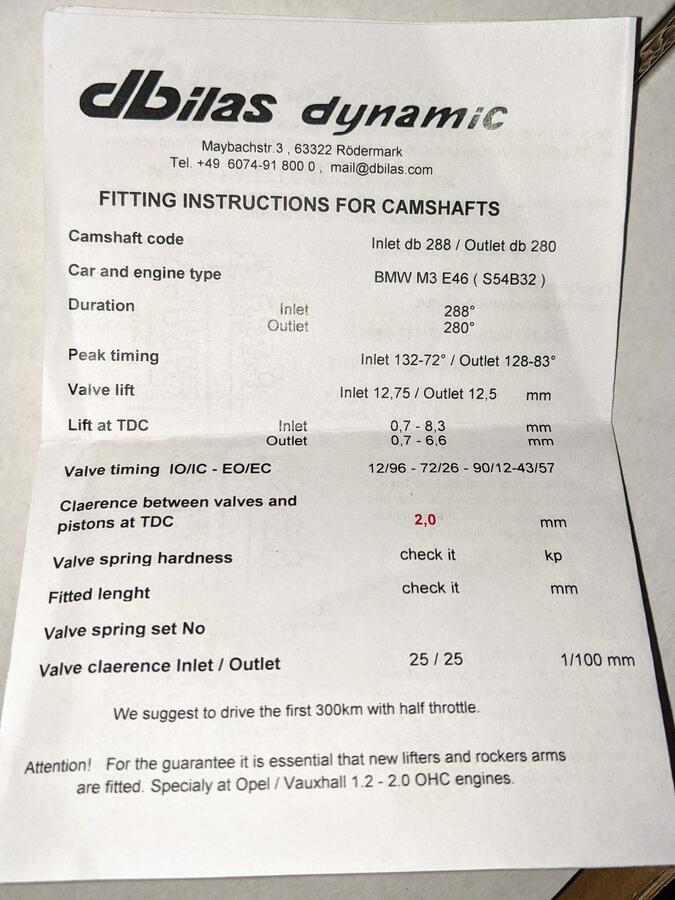 dbilas dynamic
Maybachstr.3 , 63322 Rödermark
Tel. +49 6074-91 800 0 , mail@dbilas.com
FITTING INSTRUCTIONS FOR CAMSHAFTS
Camshaft code Inlet db 288 / Outlet db 280
Car and engine type BMW M3 E46 ( S54B32 )
Duration Inlet 288°
Outlet 280°
Peak timing Inlet 132-72° / Outlet 128-83°
Valve lift Inlet 12,75 / Outlet 12,5 mm
Lift at TDC Inlet 0,7 - 8,3 mm
Outlet 0,7 - 6,6 mm
Valve timing IO/IC - EO/EC 12/96 - 72/26 - 90/12-43/57
Claerence between valves and
pistons at TDC 2,0 mm
Valve spring hardness check it kp
Fitted lenght check it mm
Valve spring set No
Valve claerence Inlet / Outlet 25 / 25 1/100 mm
We suggest to drive the first 300km with half throttle.
Attention! For the guarantee it is essential that new lifters and rockers arms
are fitted. Specialy at Opel / Vauxhall 1.2 - 2.0 OHC engines.